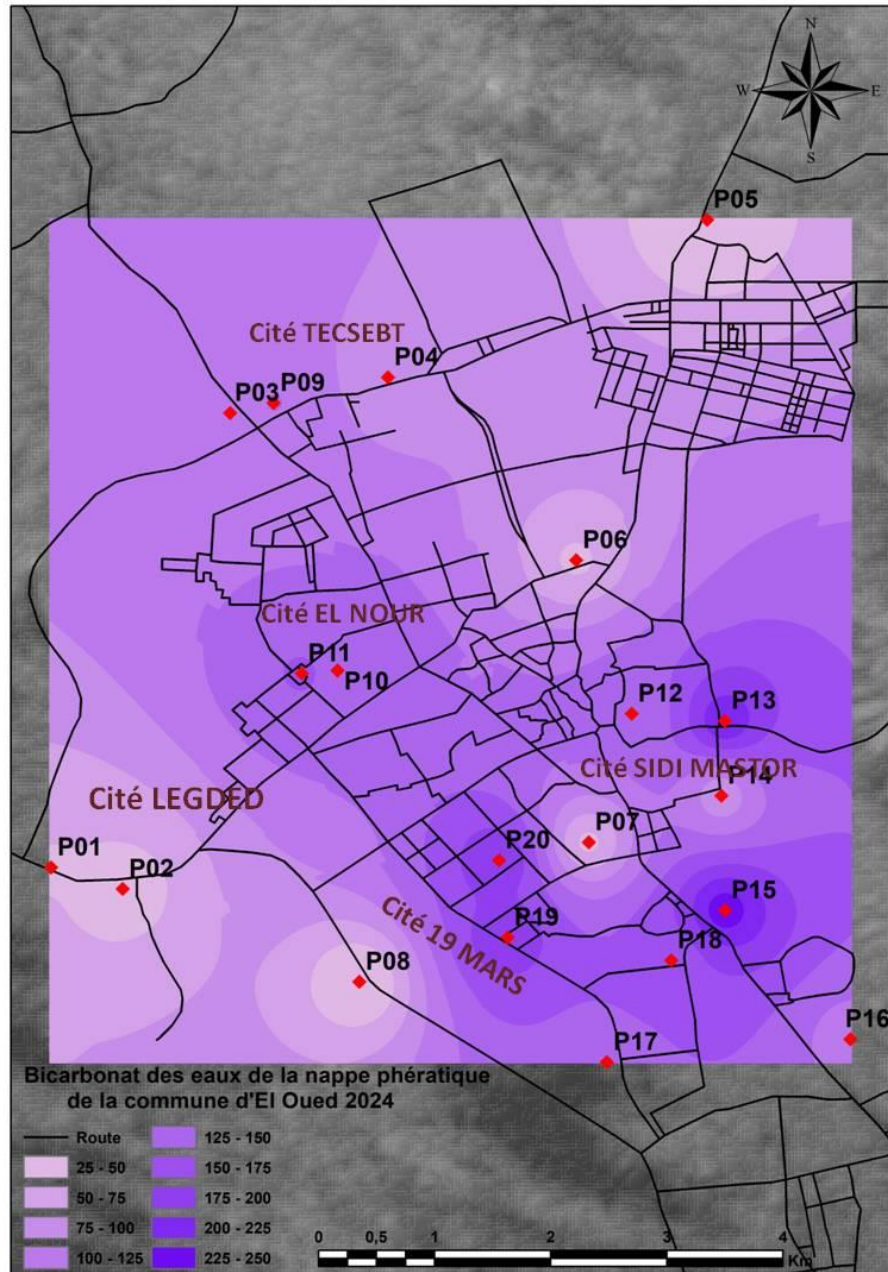 N
W E
S
P05
Cité TECSEBT
P04
P09
P03
P06
Cité EL NOUR
P11
P10
P12
P13
Cité SIDI MASTOR
P14
Cité LEGDED
P07
P20
P01
P02
P15
Cité 19 MARS
P19
P18
P08
P16
P17
Bicarbonat des eaux de la nappe phératique
de la commune d'El Oued 2024
Route
25 - 50
50 - 75
75 - 100
100 - 125
125 - 150
150 - 175
175 - 200
200 - 225
225 - 250
0 0,5 1 2 3 4
Km